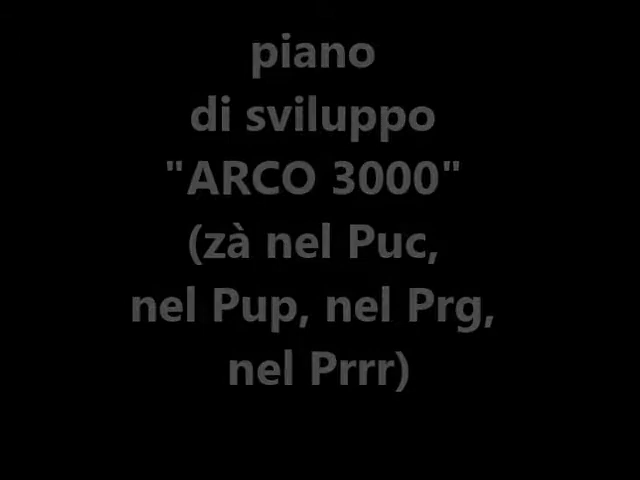 piano
di sviluppo
"ARCO 3000"
(zà nel Puc,
nel Pup, nel Prg,
nel Prrr)